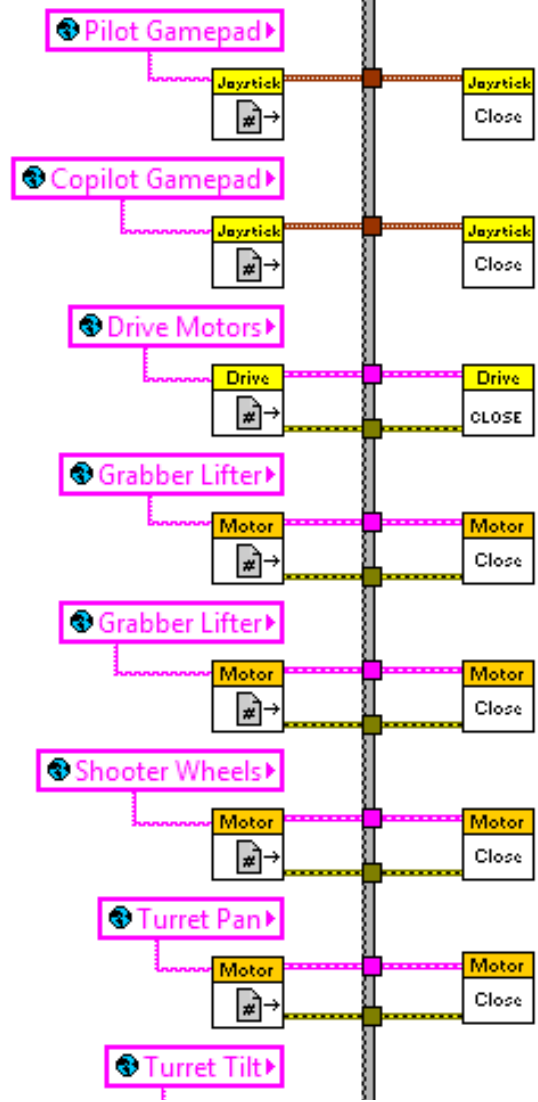 Pilot Gamepad
Joystick Joystick
# Close
Copilot Gamepad
Joystick Joystick
# Close
Drive Motors
Drive Drive
# CLOSE
Grabber Lifter
Motor Motor
# Close
Grabber Lifter
Motor Motor
# Close
Shooter Wheels
Motor Motor
# Close
Turret Pan
Motor Motor
# Close
Turret Tilt